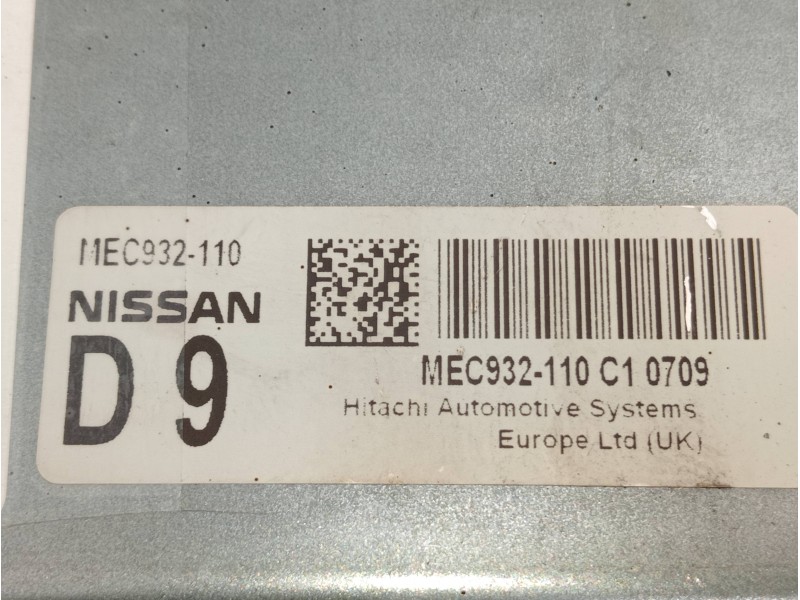 MEC932-110
NISSAN
D 9
MEC932-110 C1 0709
Hitachi Automotive Systems
Europe Ltd (UK)